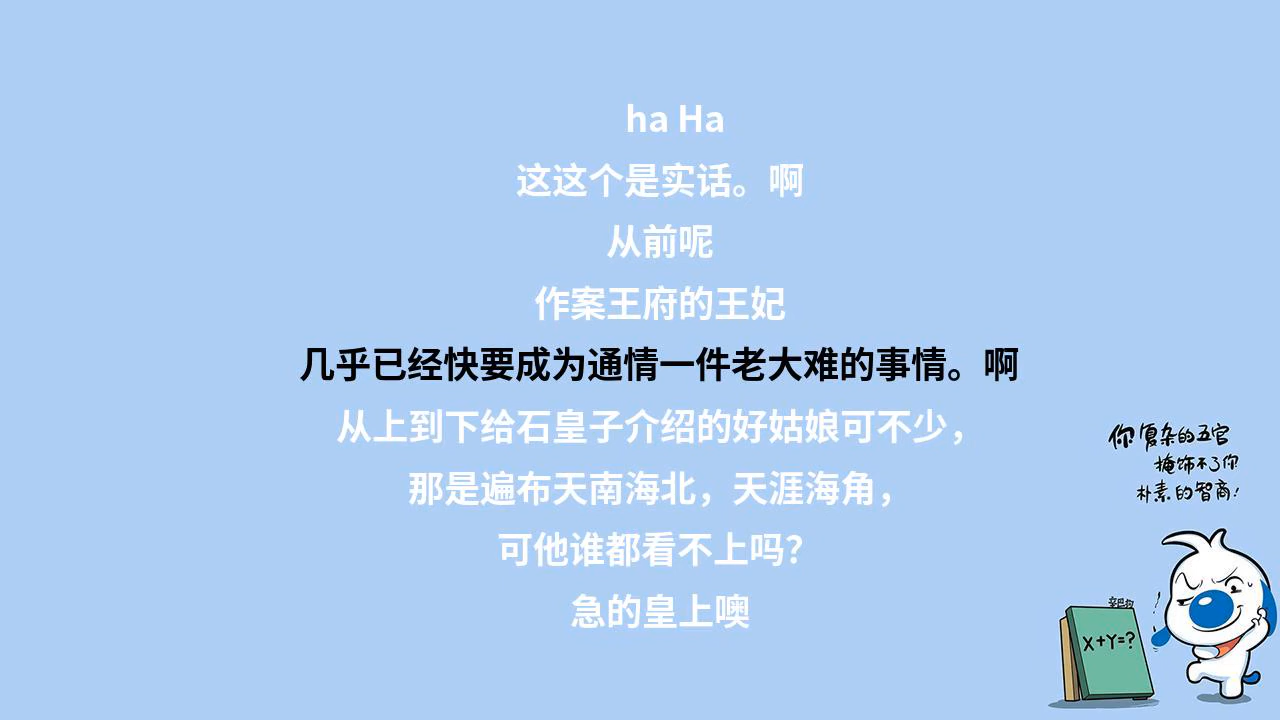 ha Ha
这这个是实话。啊
从前呢
作案王府的王妃
几乎已经快要成为通情一件老大难的事情。啊
从上到下给石皇子介绍的好姑娘可不少，
那是遍布天南海北，天涯海角，
可他谁都看不上吗？
急的皇上噢
你复杂的五官
掩饰不了你
朴素的智商！
X+Y=?